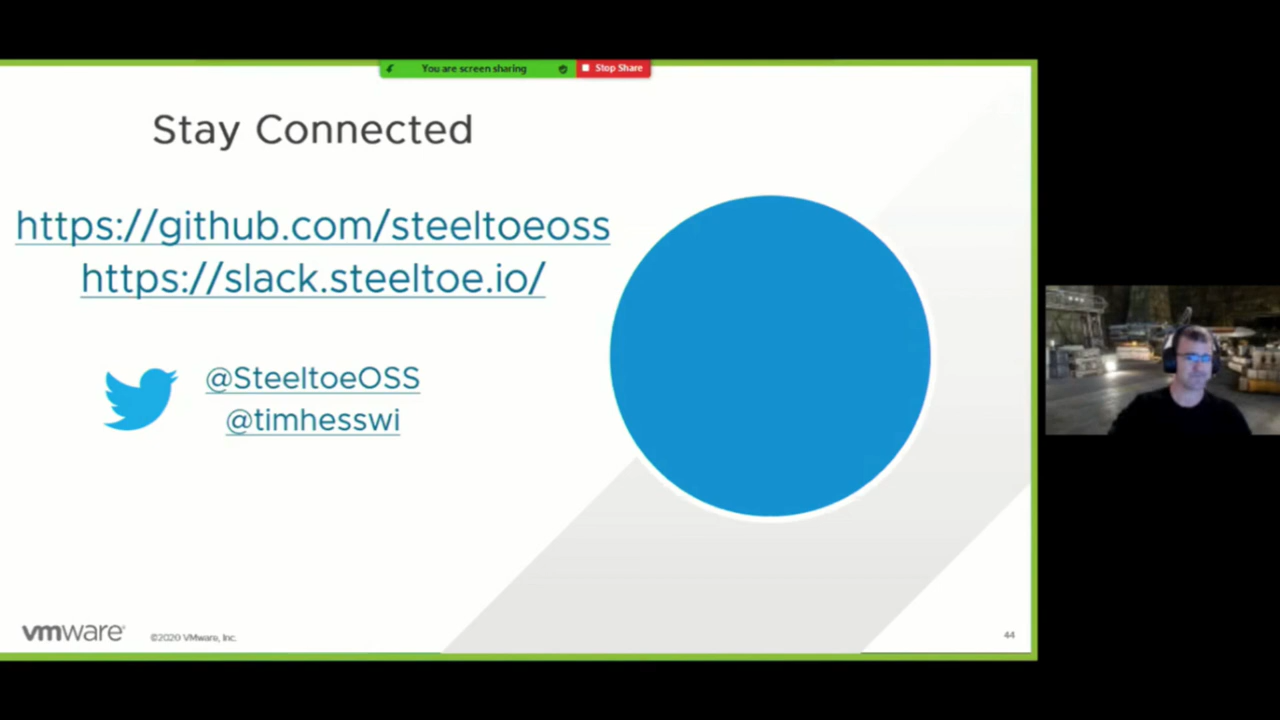 You are screen sharing
Stop Share
Stay Connected
https://github.com/steeltoeoss
https://slack.steeltoe.io/
@SteeltoeOSS
@timhesswi
vmware®
©2020 VMware, Inc.
44